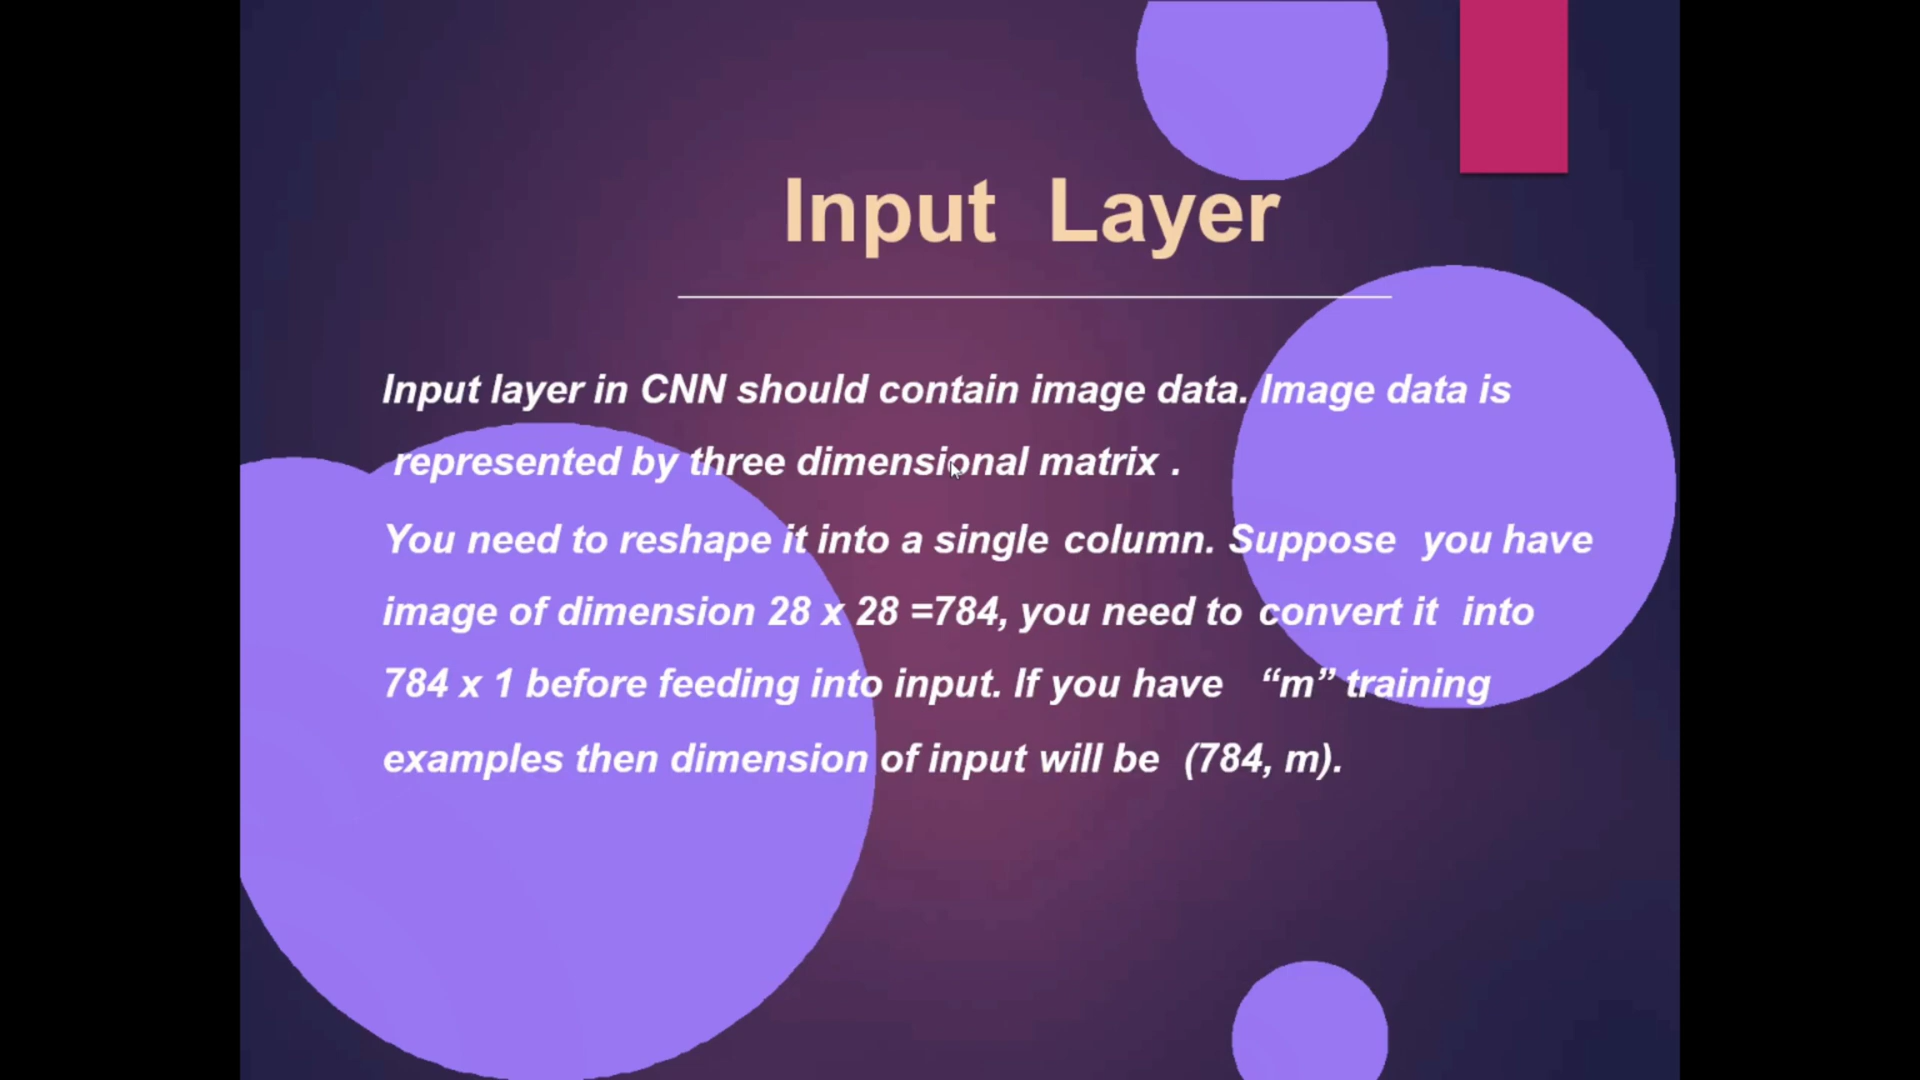 Input Layer
Input layer in CNN should contain image data. Image data is
represented by three dimensional matrix .
You need to reshape it into a single column. Suppose you have
image of dimension 28 x 28 =784, you need to convert it into
784 x 1 before feeding into input. If you have “m” training
examples then dimension of input will be (784, m).